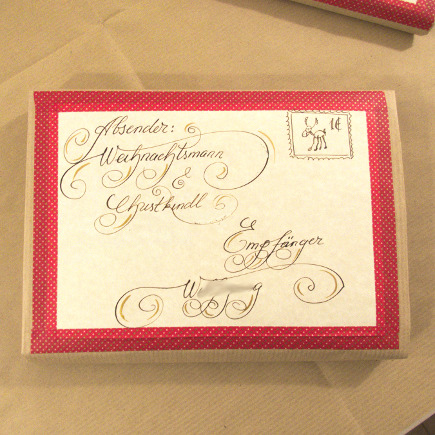 Absender:
1€
Weihnachtsmann
&
Christkindl
Empfänger